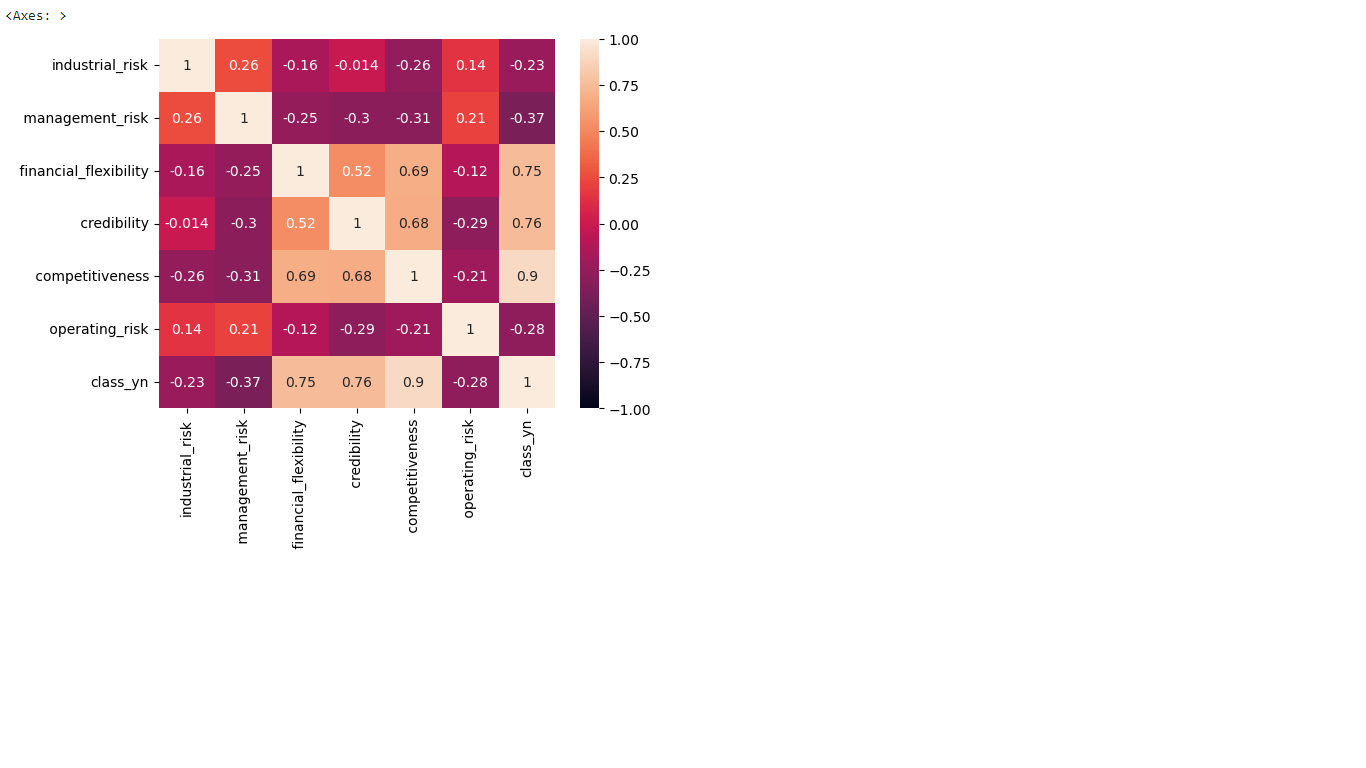 <Axes: >
industrial_risk 1 0.26 -0.16 -0.014 -0.26 0.14 -0.23
management_risk 0.26 1 -0.25 -0.3 -0.31 0.21 -0.37
financial_flexibility -0.16 -0.25 1 0.52 0.69 -0.12 0.75
credibility -0.014 -0.3 0.52 1 0.68 -0.29 0.76
competitiveness -0.26 -0.31 0.69 0.68 1 -0.21 0.9
operating_risk 0.14 0.21 -0.12 -0.29 -0.21 1 -0.28
class_yn -0.23 -0.37 0.75 0.76 0.9 -0.28 1
industrial_risk
management_risk
financial_flexibility
credibility
competitiveness
operating_risk
class_yn
1.00
0.75
0.50
0.25
0.00
−0.25
−0.50
−0.75
−1.00